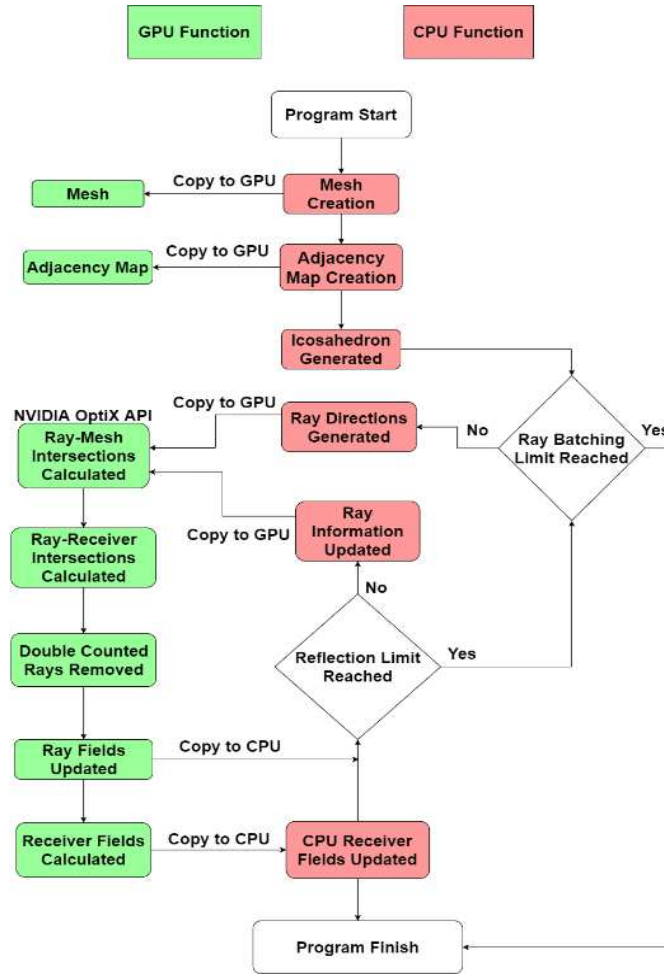 GPU Function
CPU Function
Program Start
Copy to GPU
Mesh
Mesh
Creation
Copy to GPU
Adjacency Map
Adjacency
Map Creation
Icosahedron
Generated
NVIDIA OptiX API
Copy to GPU
Ray-Mesh
Intersections
Calculated
Ray Directions
Generated
No
Ray Batching
Limit Reached
Yes
Ray
Information
Updated
Copy to GPU
Ray-Receiver
Intersections
Calculated
No
Double Counted
Rays Removed
Reflection Limit
Reached
Yes
Ray Fields
Updated
Copy to CPU
Receiver Fields
Calculated
Copy to CPU
CPU Receiver
Fields Updated
Program Finish